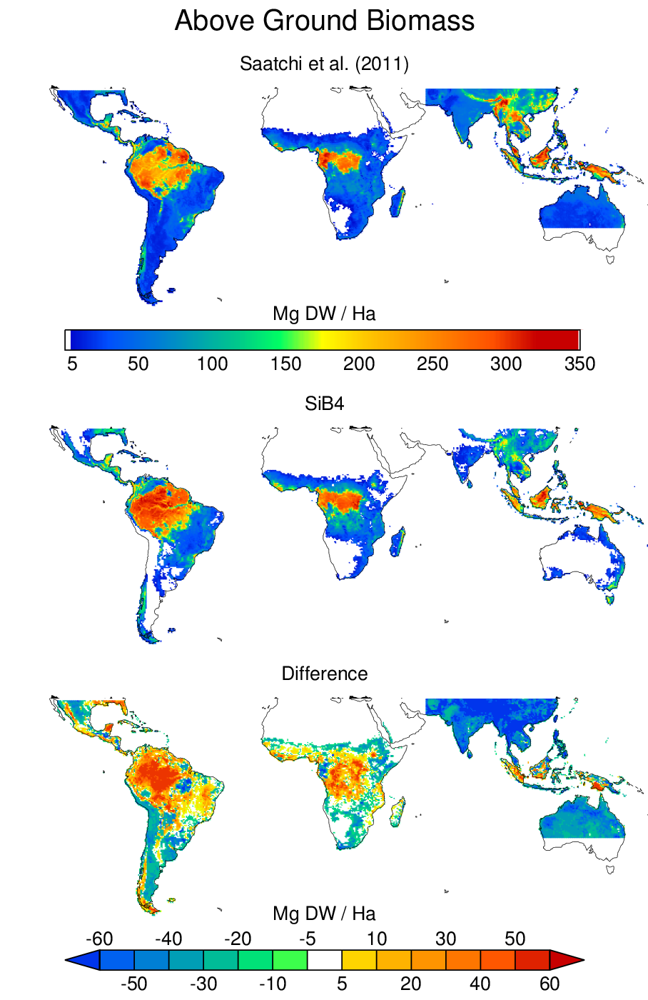 Above Ground Biomass
Saatchi et al. (2011)
Mg DW / Ha
5 50 100 150 200 250 300 350
SiB4
Difference
Mg DW / Ha
-60 -40 -20 -5 10 30 50
-50 -30 -10 5 20 40 60